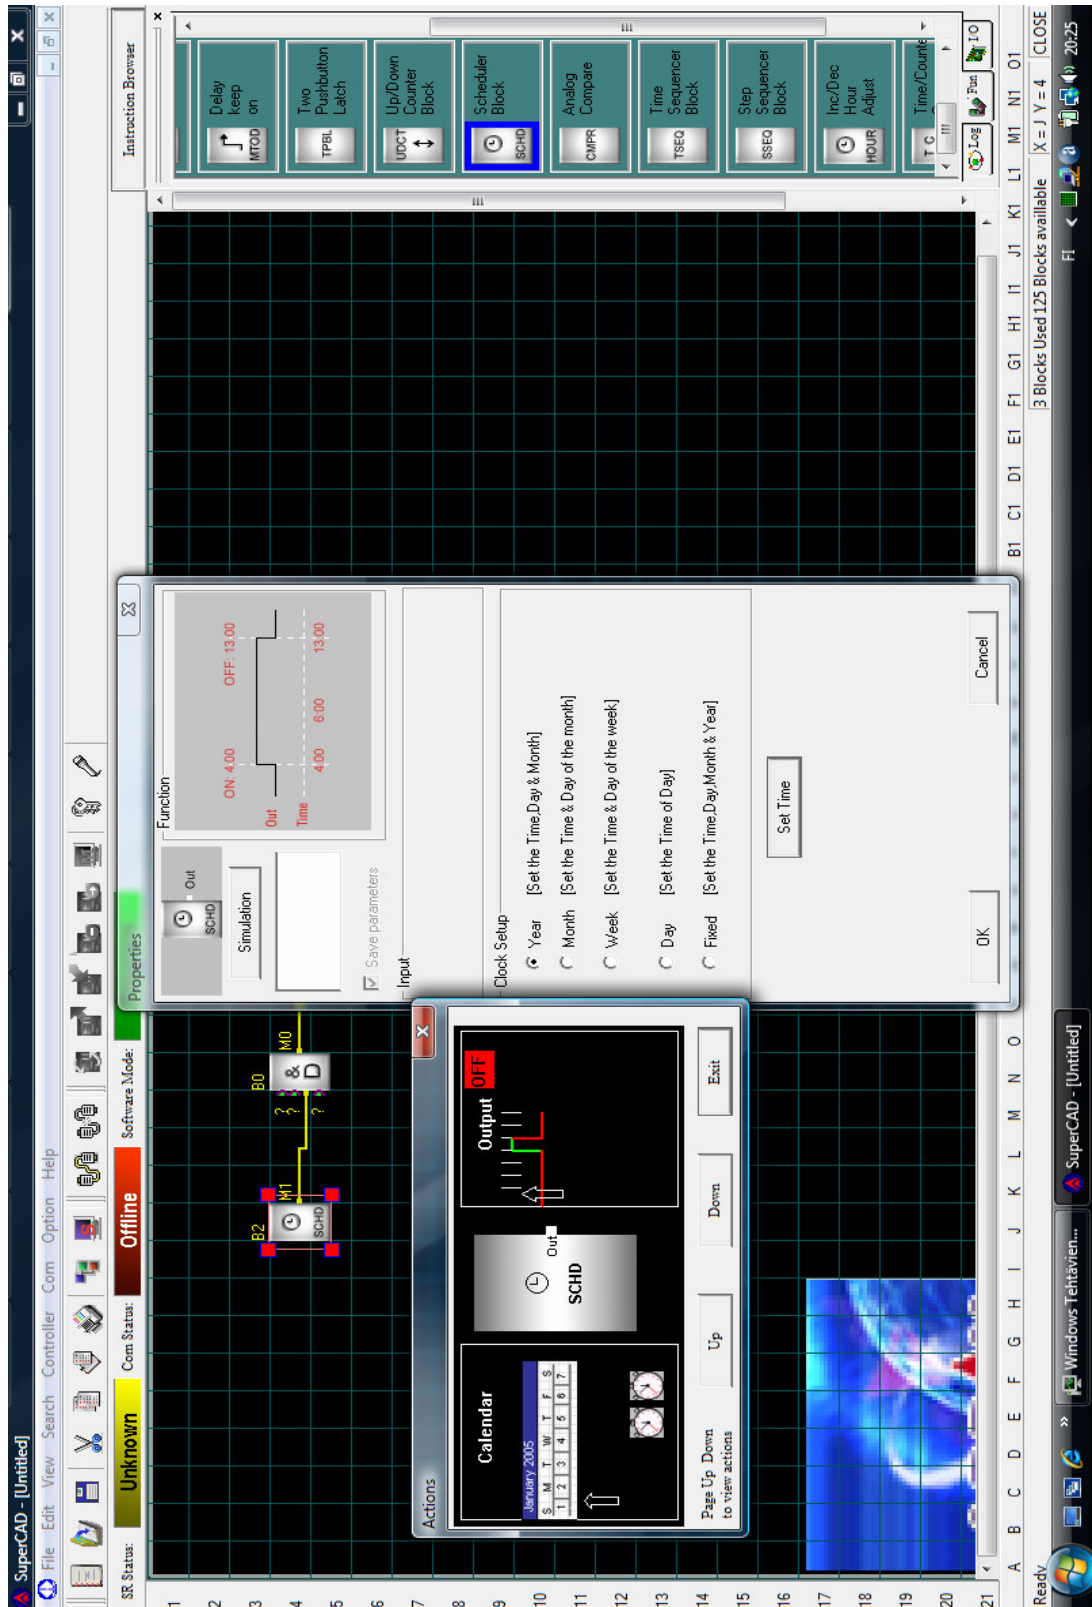 SuperCAD - [Untitled]
File Edit View Search Controller Com Option Help
SR Status:
Unknown
Com Status:
Offline
Software Mode:
Instruction Browser
1
2
3
4
5
6
7
8
9
10
11
12
13
14
15
16
17
18
19
20
21
B2
M1
SCHD
B0
M0
&
D
?
?
?
Properties
Out
SCHD
Simulation
Save parameters
Function
ON: 4:00
OFF: 13:00
Out
Time
4:00
6:00
13:00
Input
Clock Setup
Year [Set the Time,Day & Month]
Month [Set the Time & Day of the month]
Week [Set the Time & Day of the week]
Day [Set the Time of Day]
Fixed [Set the Time,Day,Month & Year]
Set Time
OK
Cancel
Actions
Calendar
January 2005
S M T W T F S
1 2 3 4 5 6 7
SCHD
Out
Output
OFF
Page Up Down
to view actions
Up
Down
Exit
MTOD
Delay
keep
on
TPBL
Two
Pushbutton
Latch
UDCT
Up/Down
Counter
Block
SCHD
Scheduler
Block
CMPR
Analog
Compare
TSEQ
Time
Sequencer
Block
SSEQ
Step
Sequencer
Block
HOUR
Inc/Dec
Hour
Adjust
T C
Time/Counte
Log
Fun
I/O
A B C D E F G H I J K L M N O B1 C1 D1 E1 F1 G1 H1 I1 J1 K1 L1 M1 N1 O1
Ready
3 Blocks Used 125 Blocks availlable
X = J Y = 4
CLOSE
Windows Tehtävien...
SuperCAD - [Untitled]
FI
20:25